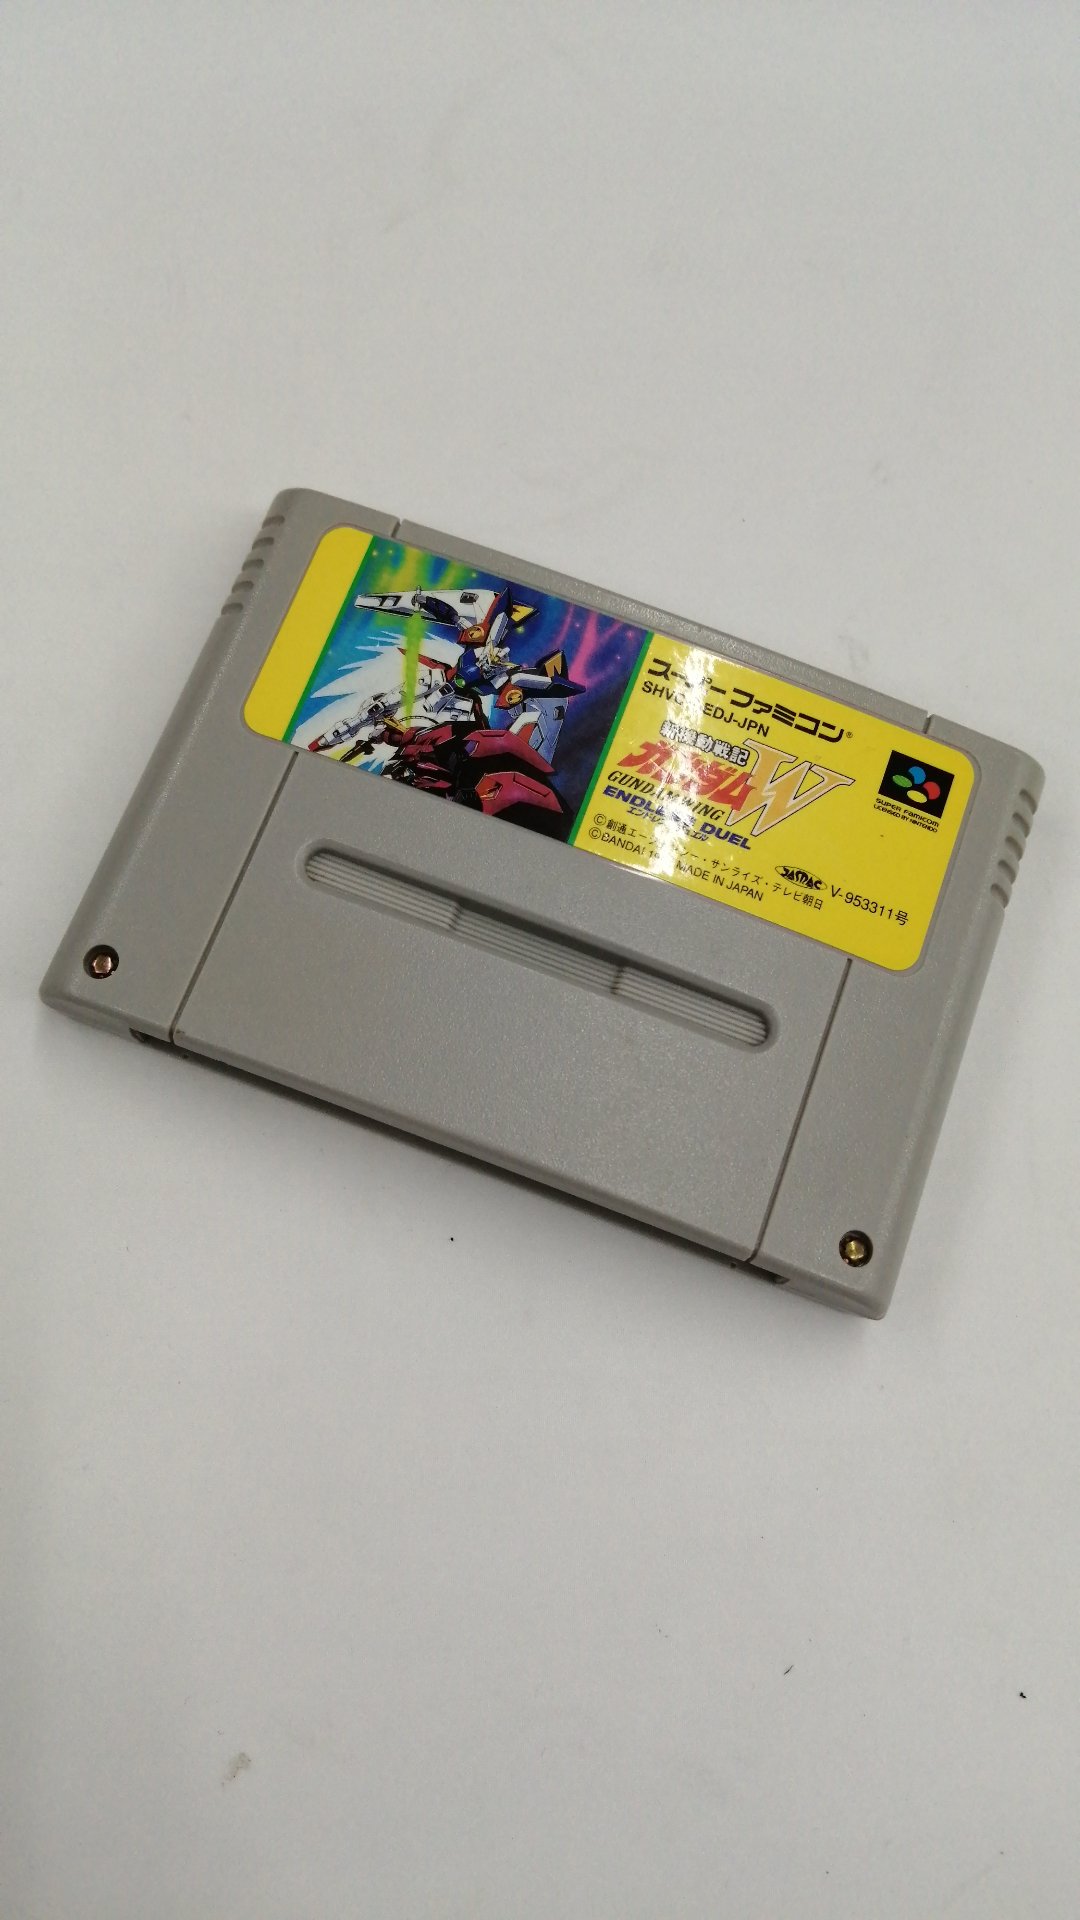 スーパーファミコン®
EDJ-JPN
新機動戦記
ガンダムW
GUNDAM WING
ENDLESS DUEL
©創通エージェンシー・サンライズ・テレビ朝日
©BANDAI MADE IN JAPAN
JASRAC V-953311号
SUPER FAMICOM
LICENSED BY NINTENDO